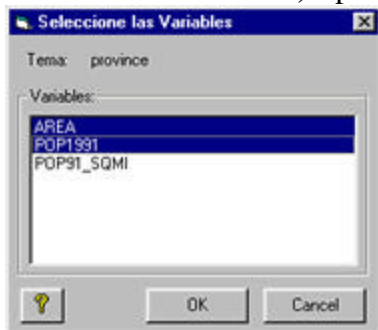 Seleccione las Variables
Tema: province
Variables:
AREA
POP1991
POP91_SQMI
?
OK Cancel